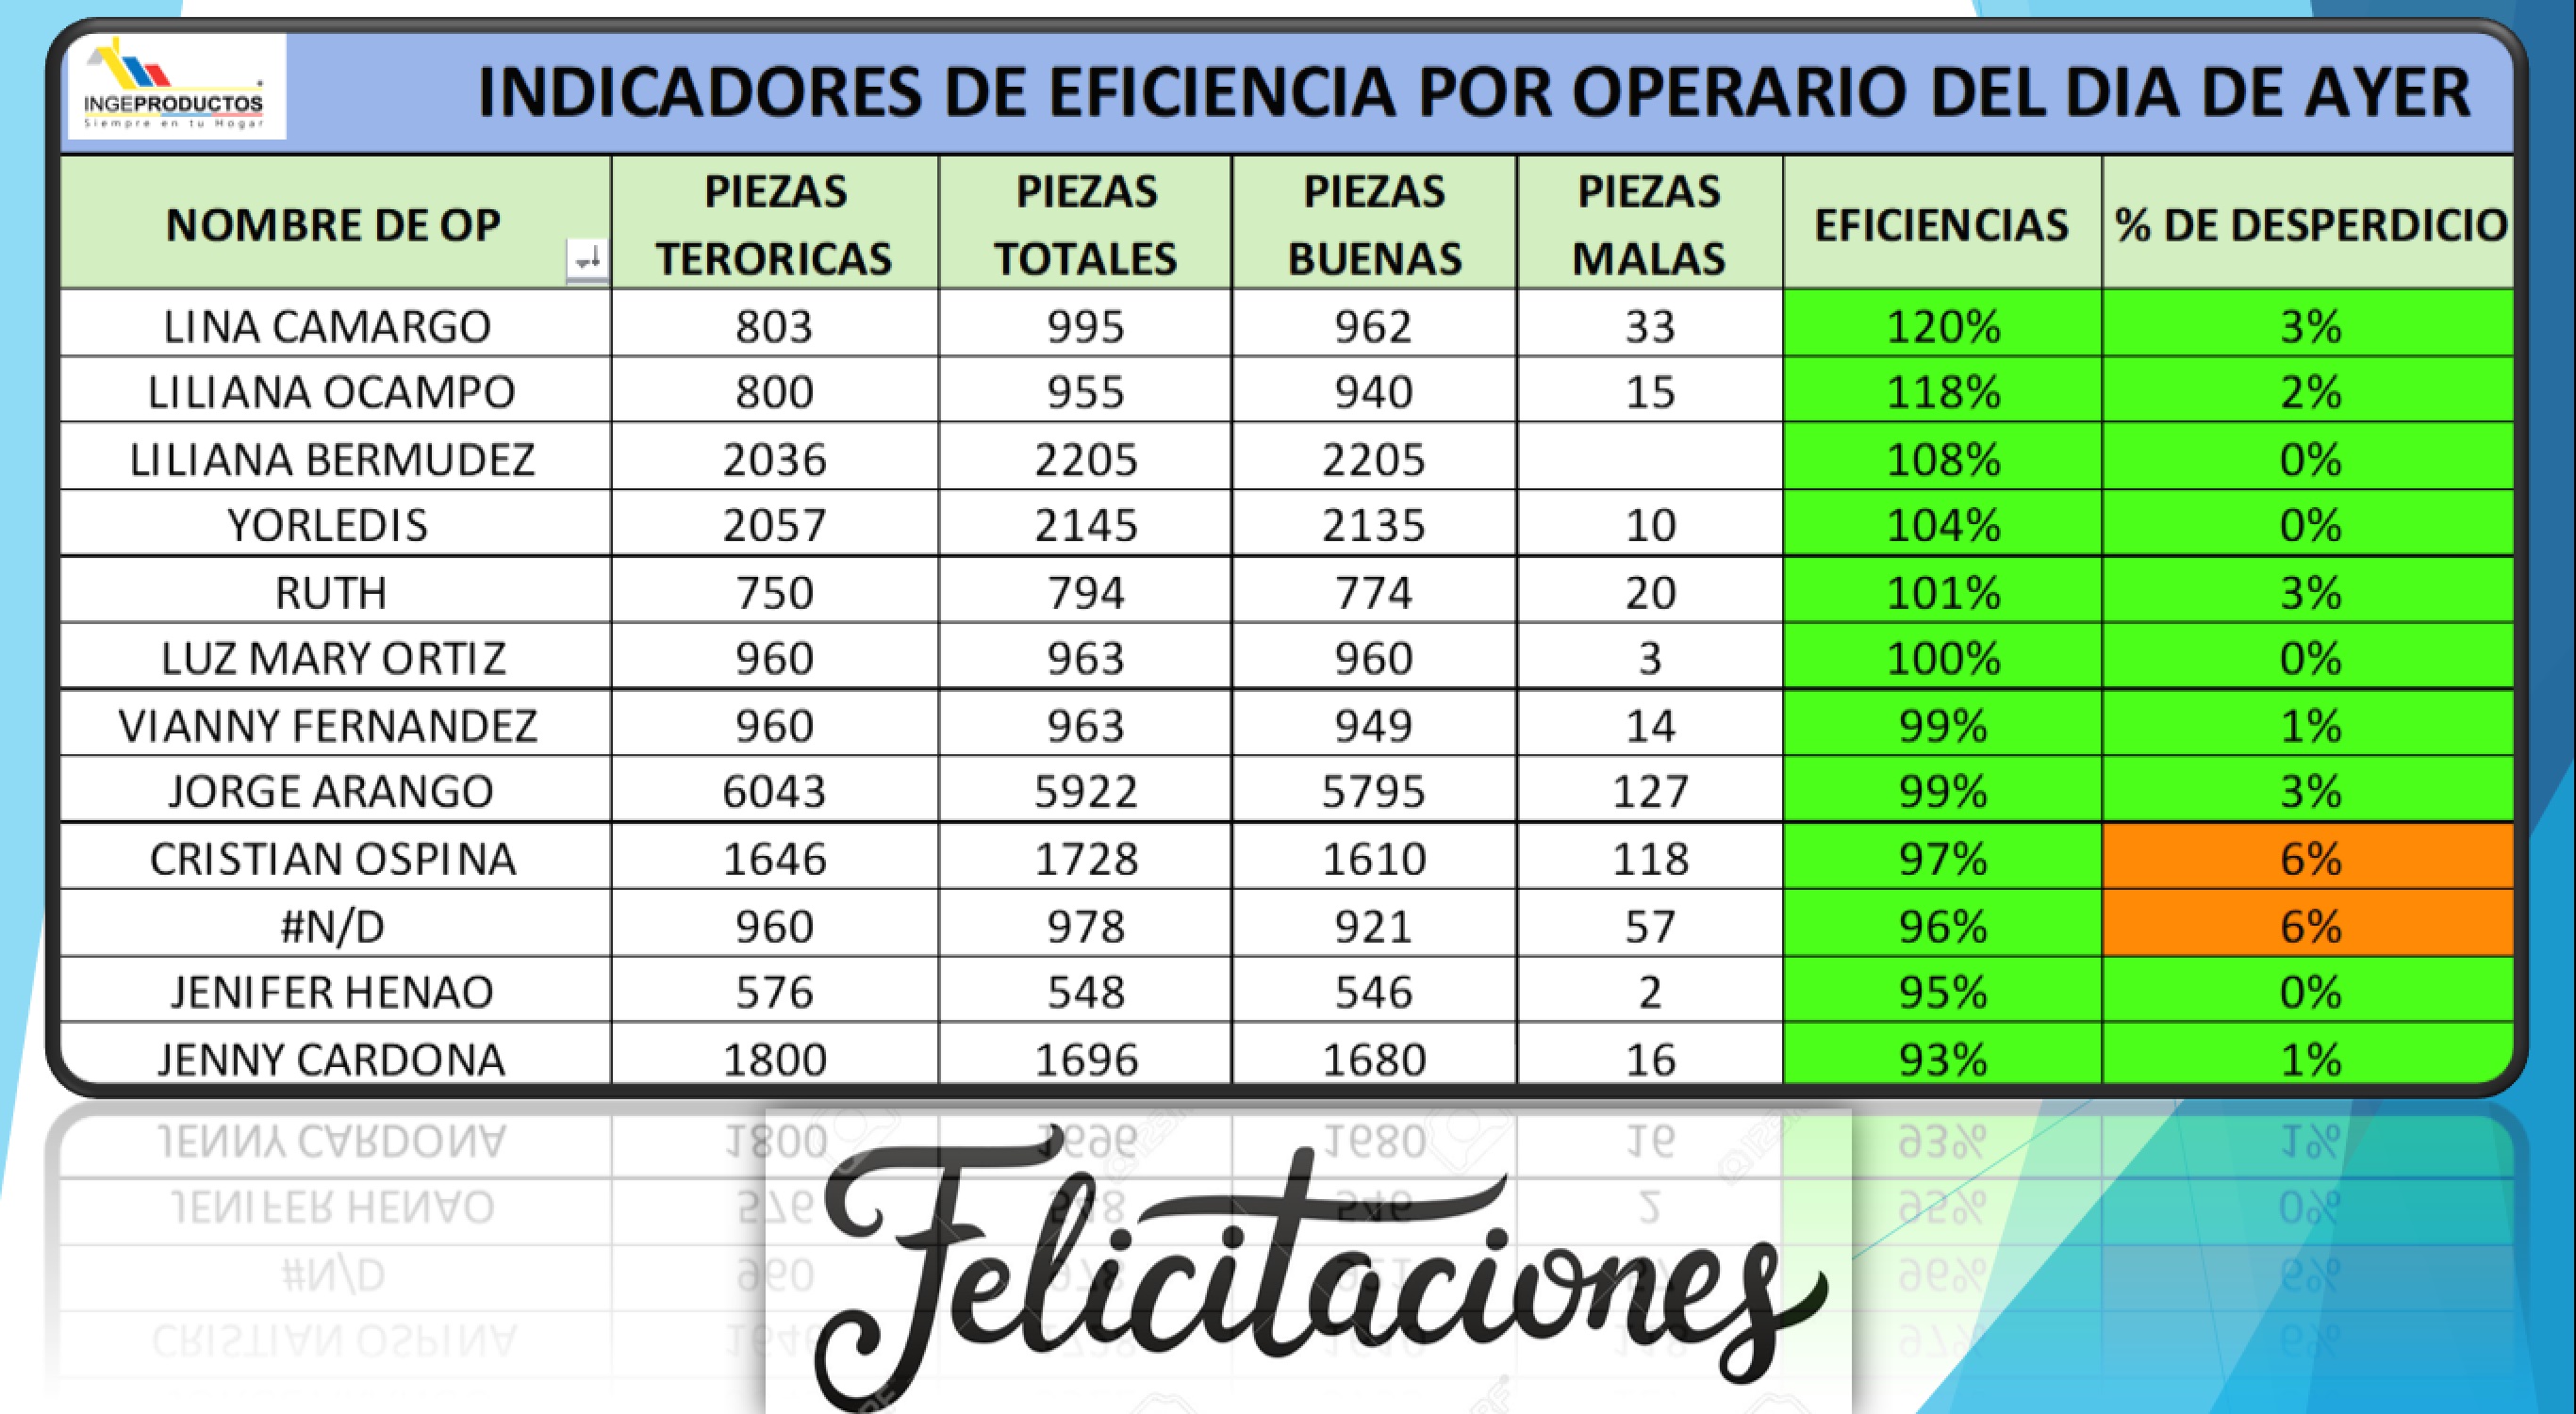 INGEPRODUCTOS
Siempre en tu Hogar
INDICADORES DE EFICIENCIA POR OPERARIO DEL DIA DE AYER
NOMBRE DE OP PIEZAS TERORICAS PIEZAS TOTALES PIEZAS BUENAS PIEZAS MALAS EFICIENCIAS % DE DESPERDICIO
LINA CAMARGO 803 995 962 33 120% 3%
LILIANA OCAMPO 800 955 940 15 118% 2%
LILIANA BERMUDEZ 2036 2205 2205 108% 0%
YORLEDIS 2057 2145 2135 10 104% 0%
RUTH 750 794 774 20 101% 3%
LUZ MARY ORTIZ 960 963 960 3 100% 0%
VIANNY FERNANDEZ 960 963 949 14 99% 1%
JORGE ARANGO 6043 5922 5795 127 99% 3%
CRISTIAN OSPINA 1646 1728 1610 118 97% 6%
#N/D 960 978 921 57 96% 6%
JENIFER HENAO 576 548 546 2 95% 0%
JENNY CARDONA 1800 1696 1680 16 93% 1%
Felicitaciones